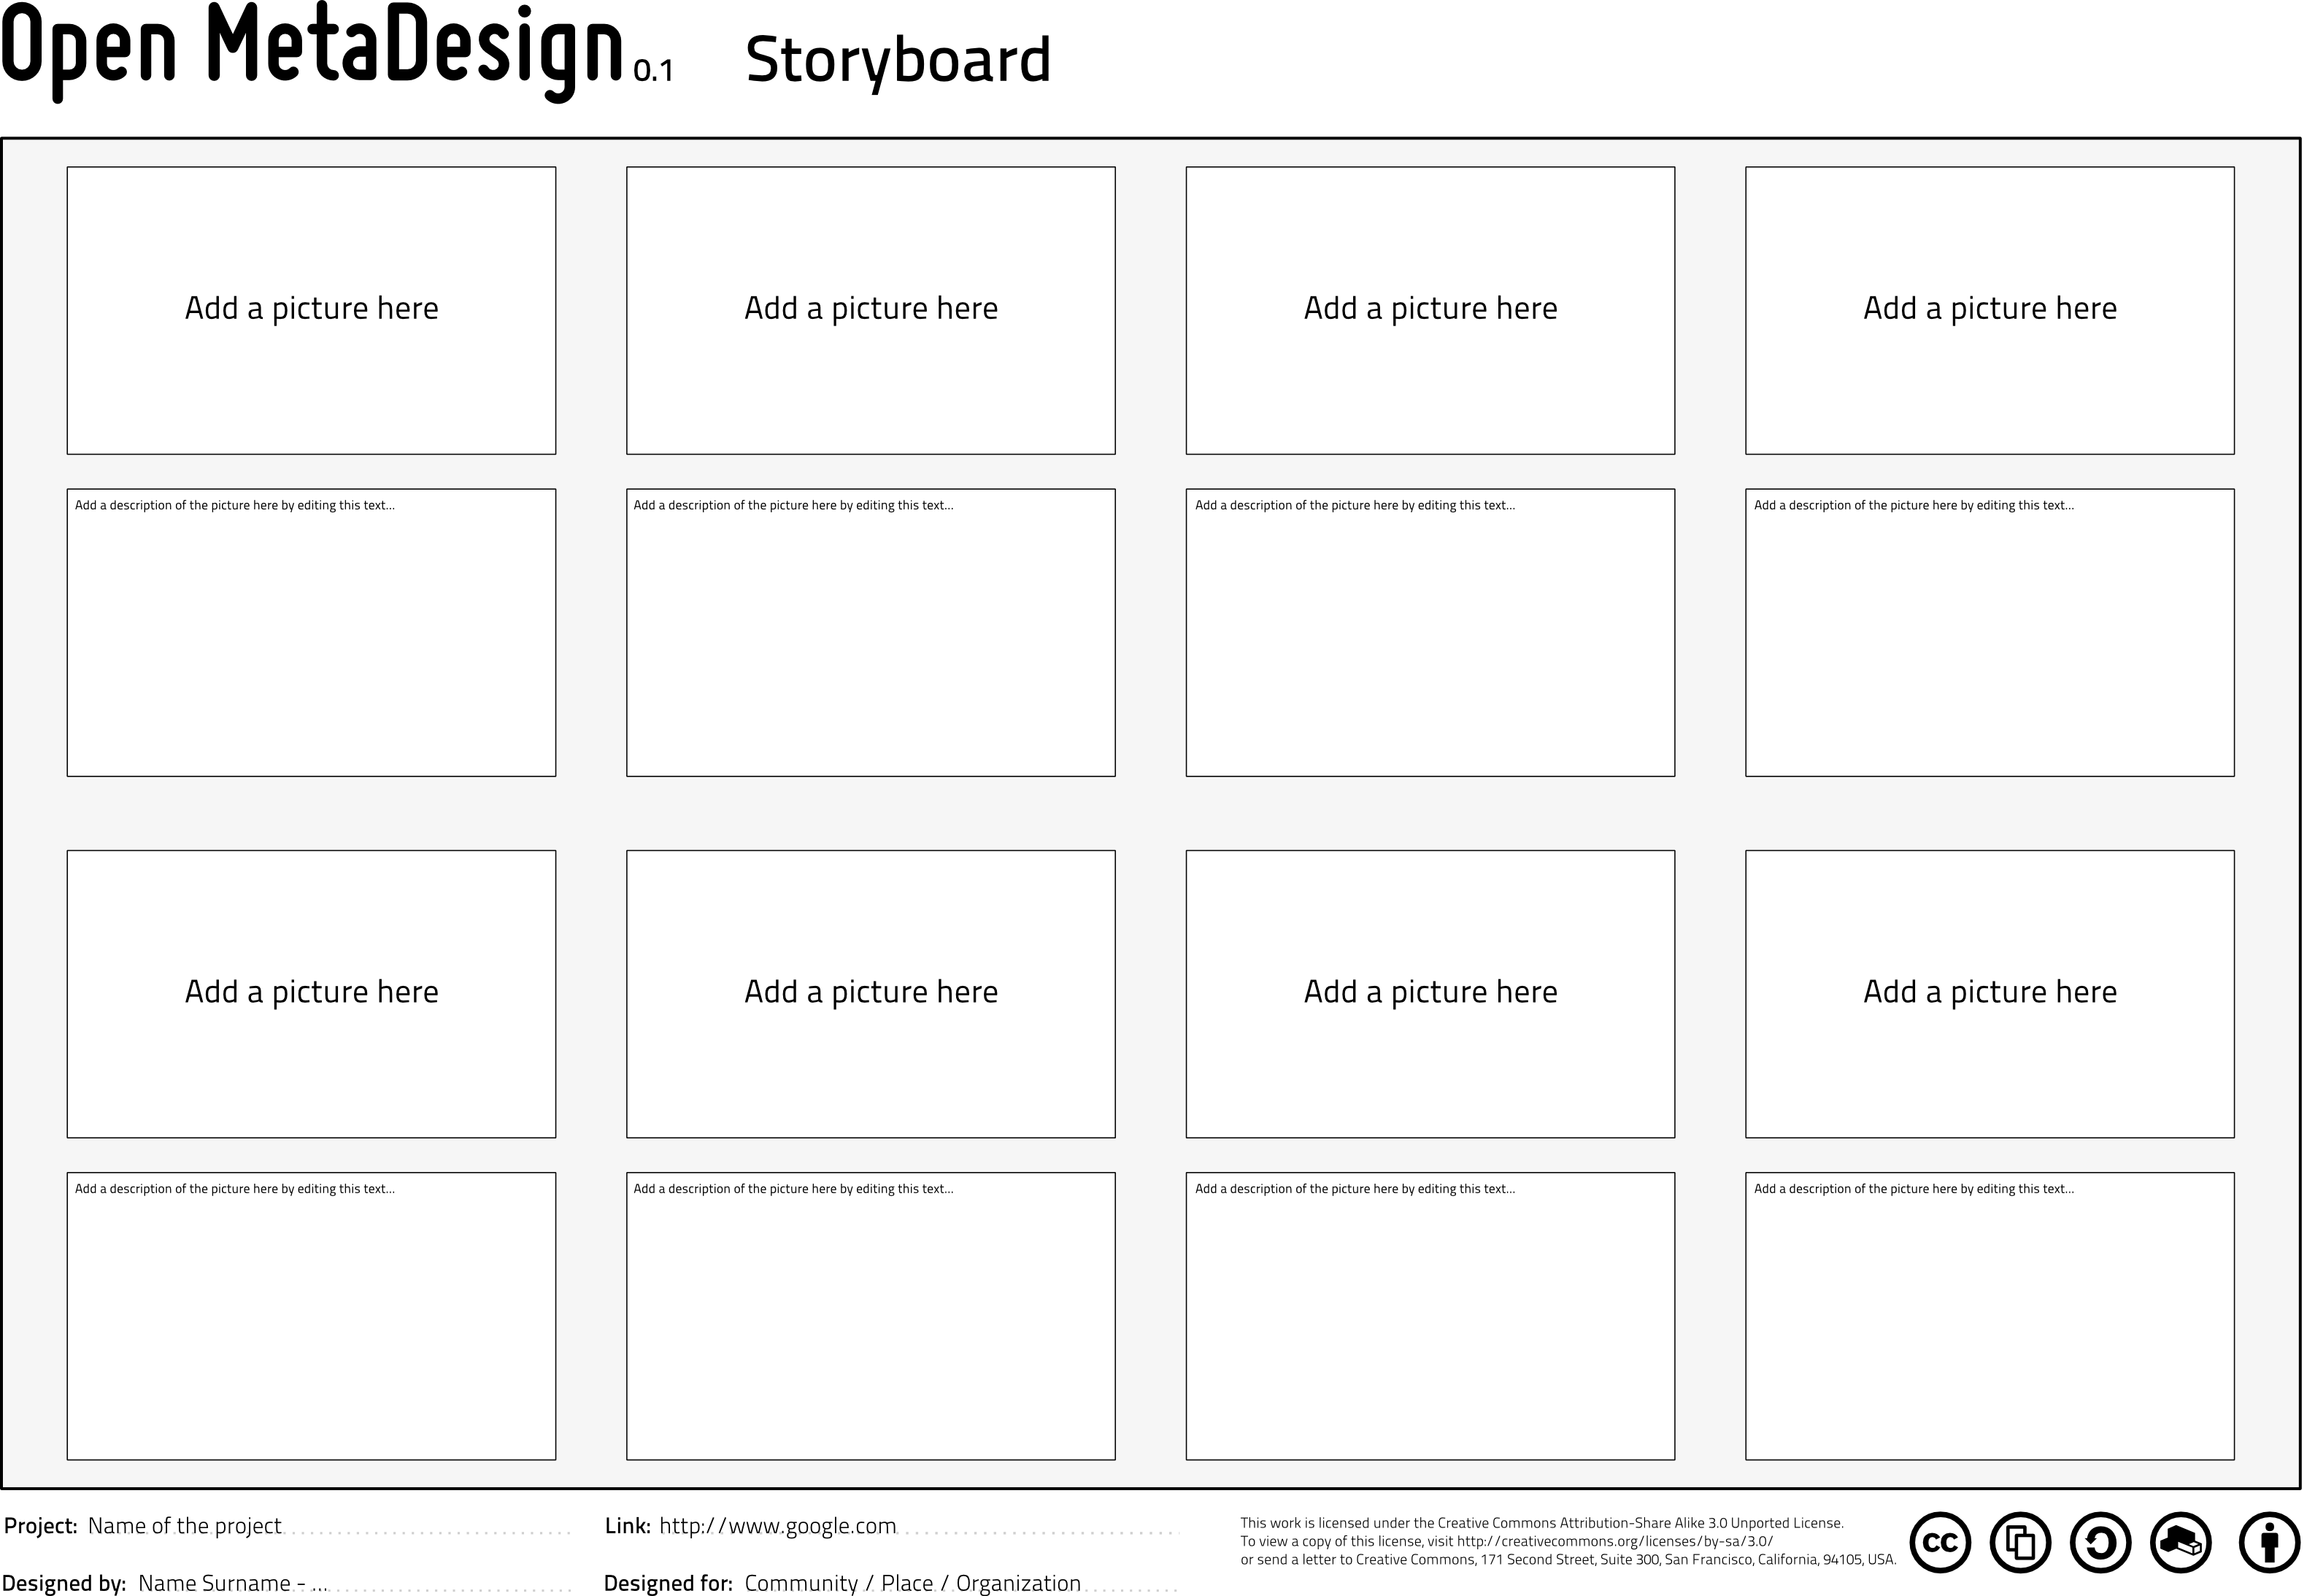 Open MetaDesign 0.1 Storyboard
Add a picture here
Add a picture here
Add a picture here
Add a picture here
Add a description of the picture here by editing this text...
Add a description of the picture here by editing this text...
Add a description of the picture here by editing this text...
Add a description of the picture here by editing this text...
Add a picture here
Add a picture here
Add a picture here
Add a picture here
Add a description of the picture here by editing this text...
Add a description of the picture here by editing this text...
Add a description of the picture here by editing this text...
Add a description of the picture here by editing this text...
Project: Name of the project
Designed by: Name Surname - ...
Link: http://www.google.com
Designed for: Community / Place / Organization
This work is licensed under the Creative Commons Attribution-Share Alike 3.0 Unported License.
To view a copy of this license, visit http://creativecommons.org/licenses/by-sa/3.0/
or send a letter to Creative Commons, 171 Second Street, Suite 300, San Francisco, California, 94105, USA.
cc